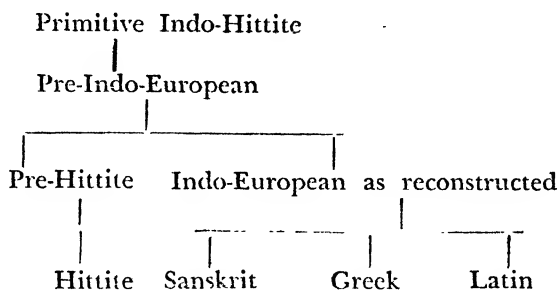 Primitive Indo-Hittite
Pre-Indo-European
Pre-Hittite Indo-European as reconstructed
Hittite Sanskrit Greek Latin